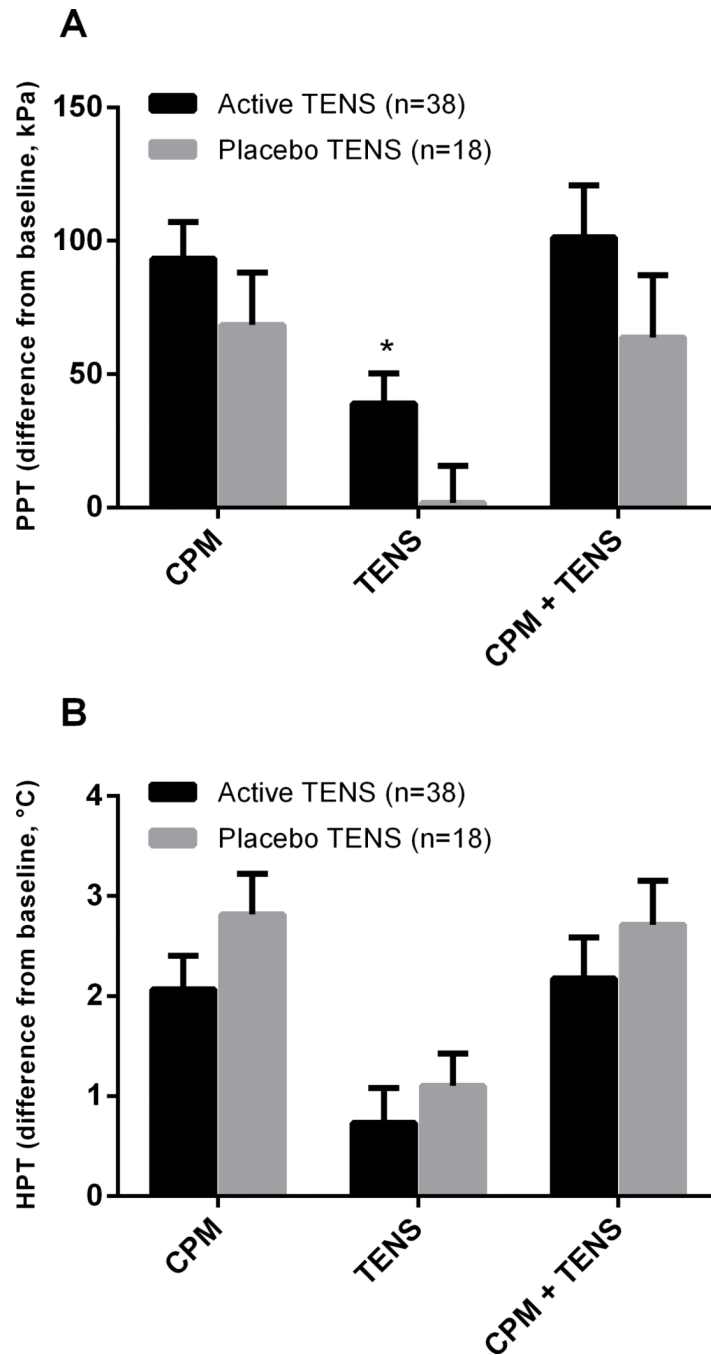 A
PPT (difference from baseline, kPa)
150
100
50
0
Active TENS (n=38)
Placebo TENS (n=18)
*
CPM
TENS
CPM + TENS
B
HPT (difference from baseline, °C)
4
3
2
1
0
Active TENS (n=38)
Placebo TENS (n=18)
CPM
TENS
CPM + TENS